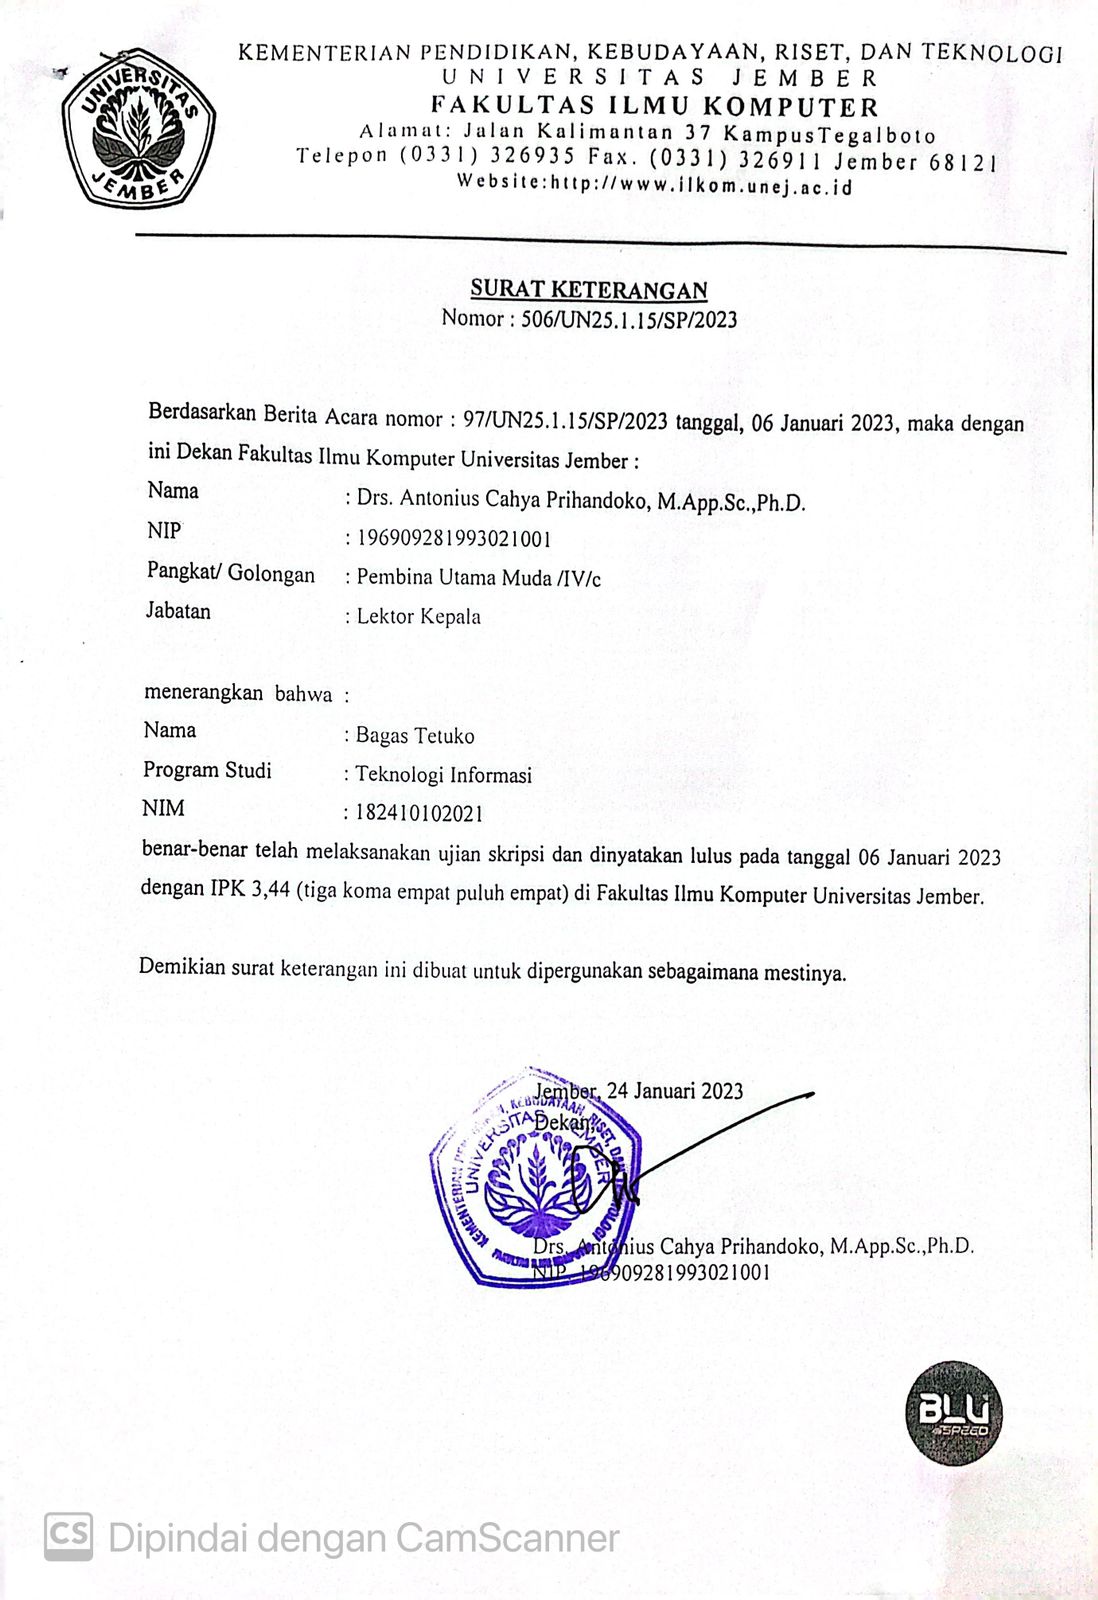 UNIVERSITAS JEMBER
KEMENTERIAN PENDIDIKAN, KEBUDAYAAN, RISET, DAN TEKNOLOGI
UNIVERSITAS JEMBER
FAKULTAS ILMU KOMPUTER
Alamat: Jalan Kalimantan 37 KampusTegalboto
Telepon (0331) 326935 Fax. (0331) 326911 Jember 68121
Website:http://www.ilkom.unej.ac.id
SURAT KETERANGAN
Nomor : 506/UN25.1.15/SP/2023
Berdasarkan Berita Acara nomor : 97/UN25.1.15/SP/2023 tanggal, 06 Januari 2023, maka dengan
ini Dekan Fakultas Ilmu Komputer Universitas Jember :
Nama : Drs. Antonius Cahya Prihandoko, M.App.Sc.,Ph.D.
NIP : 196909281993021001
Pangkat/ Golongan : Pembina Utama Muda /IV/c
Jabatan : Lektor Kepala
menerangkan bahwa :
Nama : Bagas Tetuko
Program Studi : Teknologi Informasi
NIM : 182410102021
benar-benar telah melaksanakan ujian skripsi dan dinyatakan lulus pada tanggal 06 Januari 2023
dengan IPK 3,44 (tiga koma empat puluh empat) di Fakultas Ilmu Komputer Universitas Jember.
Demikian surat keterangan ini dibuat untuk dipergunakan sebagaimana mestinya.
Jember, 24 Januari 2023
Dekan,
KEMENTERIAN KEBUDAYAAN, RISET, DAN
UNIVERSITAS JEMBER
FAKULTAS ILMU KOMPUTER
Drs. Antonius Cahya Prihandoko, M.App.Sc.,Ph.D.
NIP. 196909281993021001
BLU
SPEED
CS Dipindai dengan CamScanner